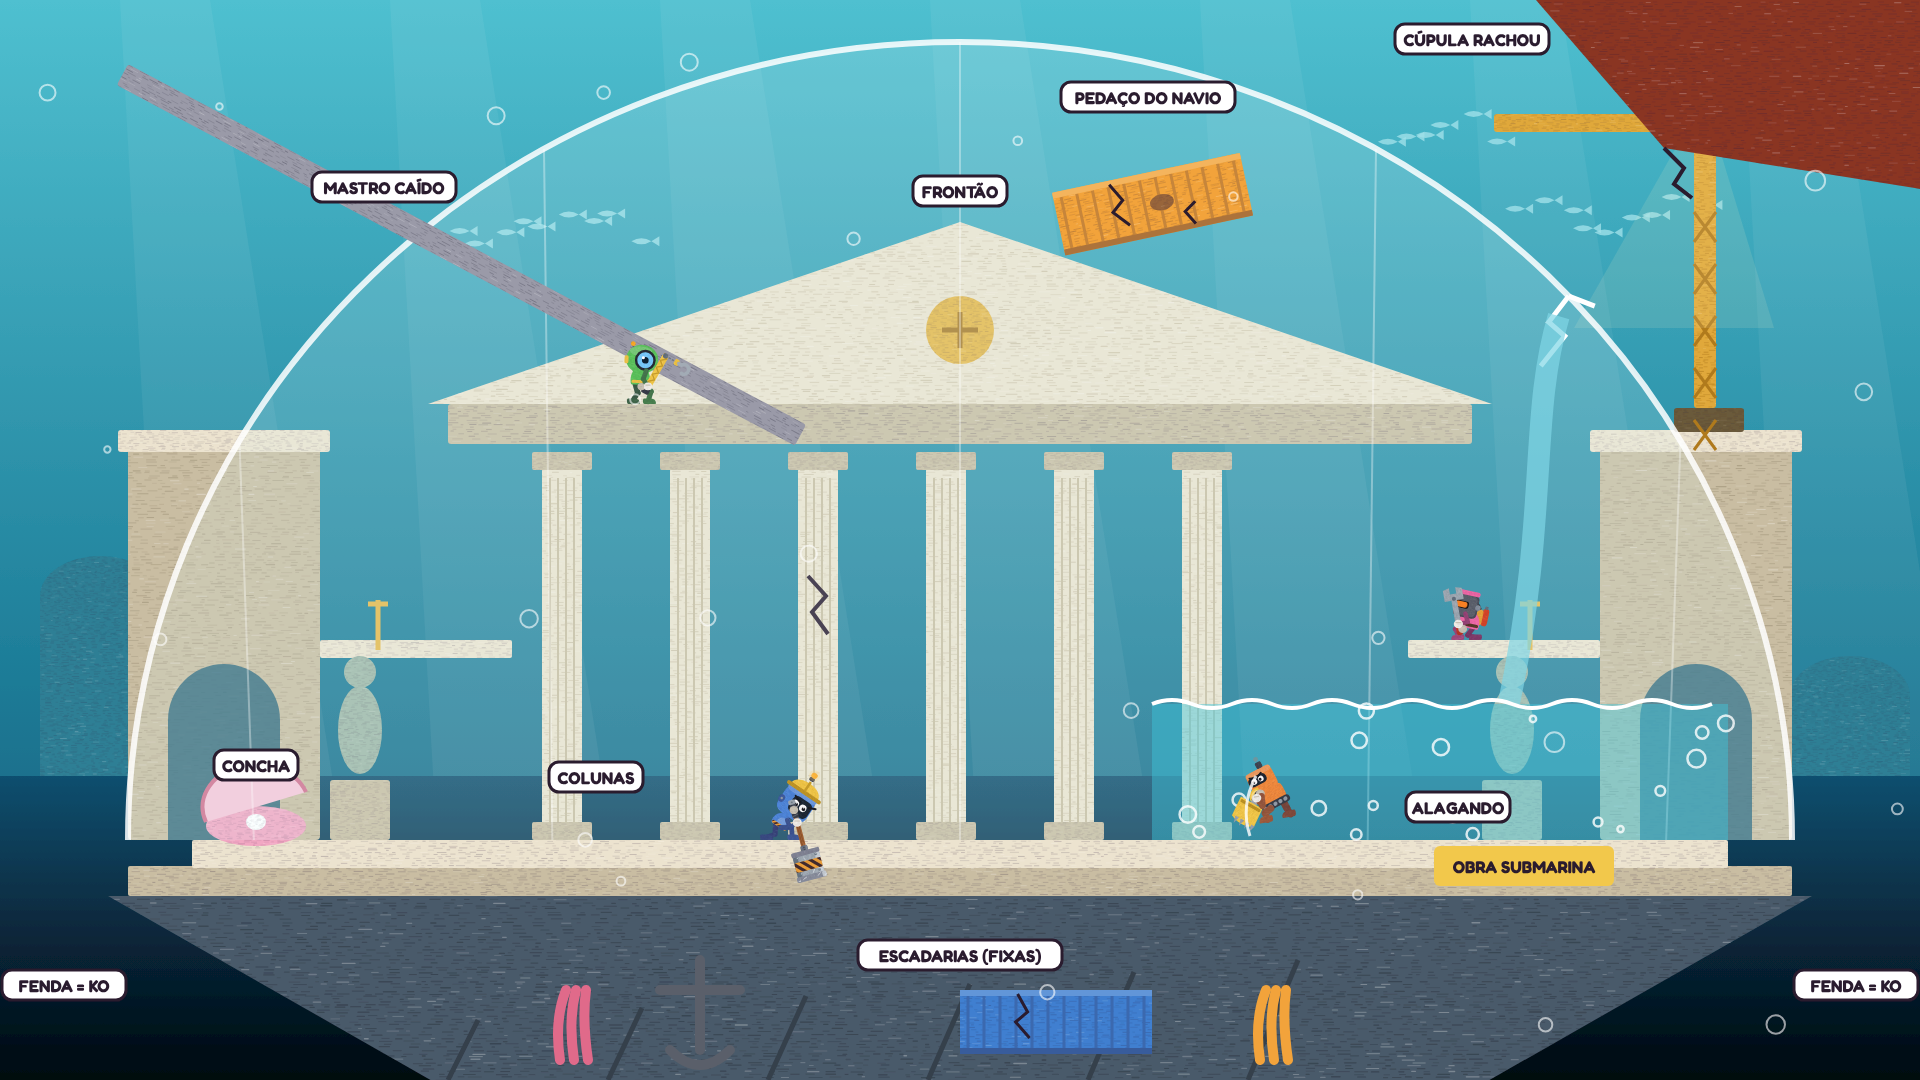 CÚPULA RACHOU
PEDAÇO DO NAVIO
MASTRO CAÍDO
FRONTÃO
CONCHA
COLUNAS
ALAGANDO
OBRA SUBMARINA
ESCADARIAS (FIXAS)
FENDA = KO
FENDA = KO